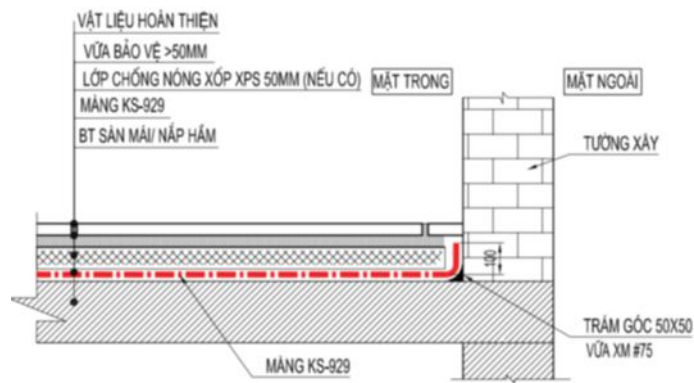 VẬT LIỆU HOÀN THIỆN
VỮA BẢO VỆ >50MM
LỚP CHỐNG NÓNG XỐP XPS 50MM (NẾU CÓ)
MÀNG KS-929
BT SÀN MÁI/ NẮP HẦM
MẶT TRONG
MẶT NGOÀI
TƯỜNG XÂY
100
TRÁM GÓC 50X50
VỮA XM #75
MÀNG KS-929